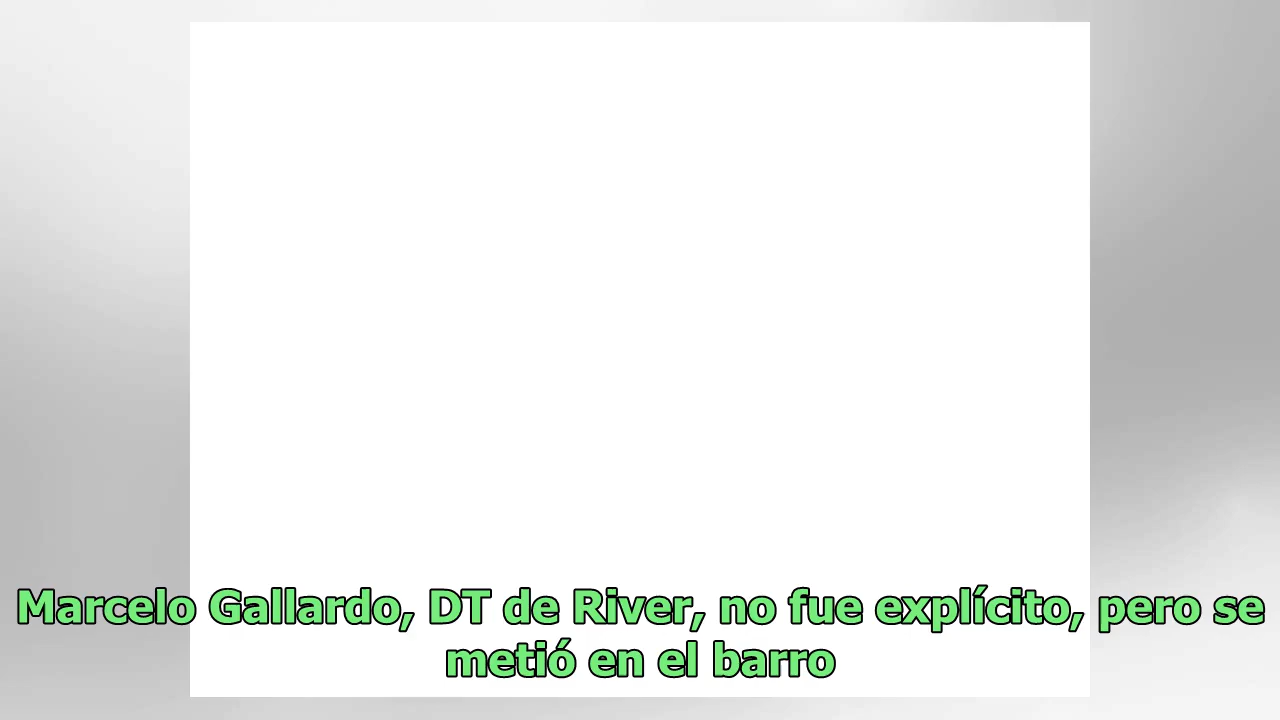 Marcelo Gallardo, DT de River, no fue explícito, pero se
metió en el barro